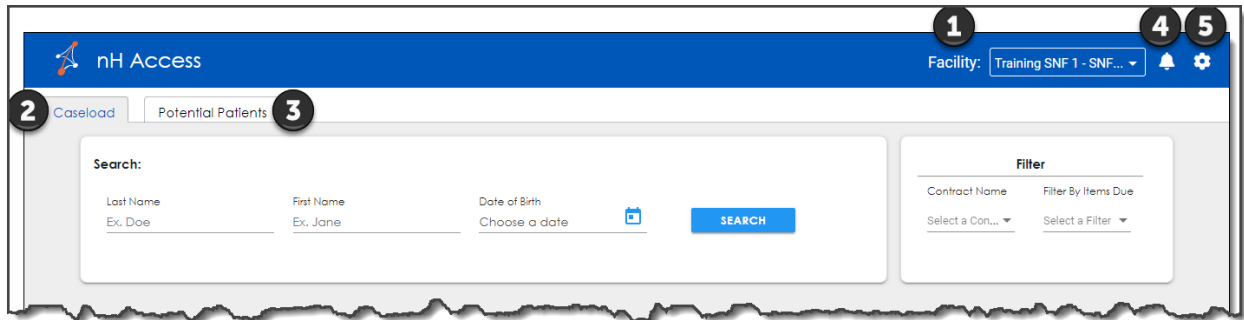 1 4 5
nH Access Facility: Training SNF 1 - SNF...
2 Caseload Potential Patients 3
Search: Filter
Last Name First Name Date of Birth Contract Name Filter By Items Due
Ex. Doe Ex. Jane Choose a date SEARCH Select a Con... Select a Filter